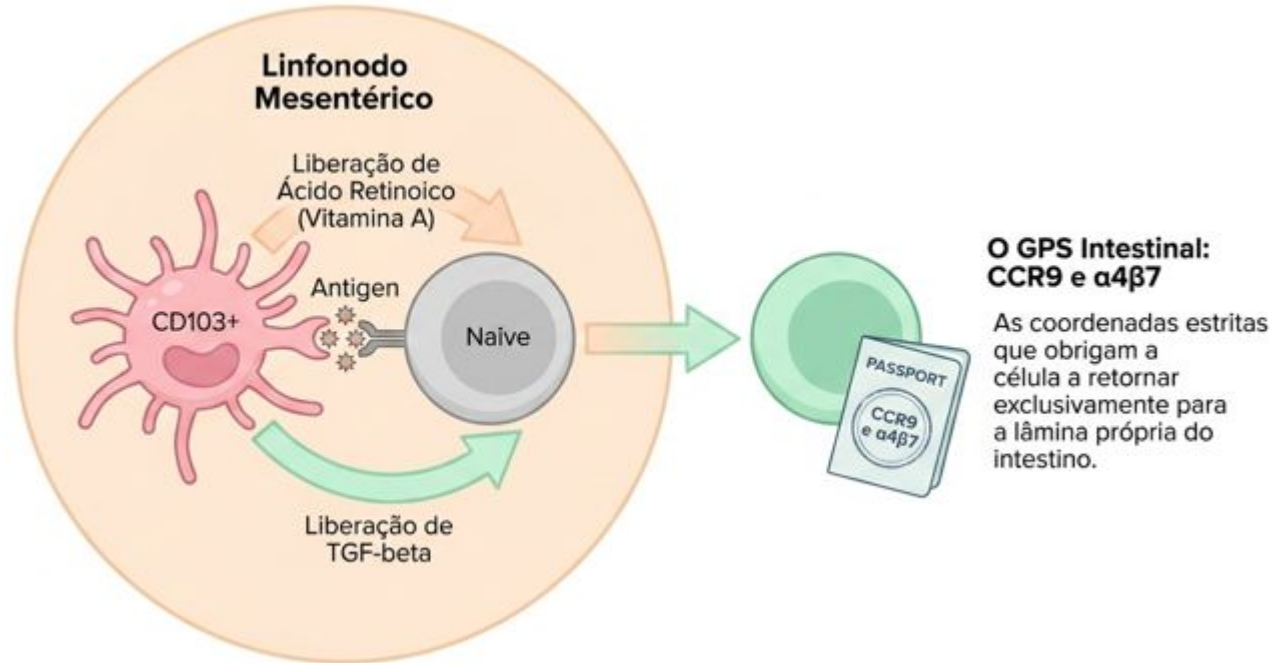 Linfonodo
Mesentérico
Liberação de
Ácido Retinoico
(Vitamina A)
Antigen
CD103+
Naive
Liberação de
TGF-beta
PASSPORT
CCR9
e α4β7
O GPS Intestinal:
CCR9 e α4β7
As coordenadas estritas
que obrigam a
célula a retornar
exclusivamente para
a lâmina própria do
intestino.